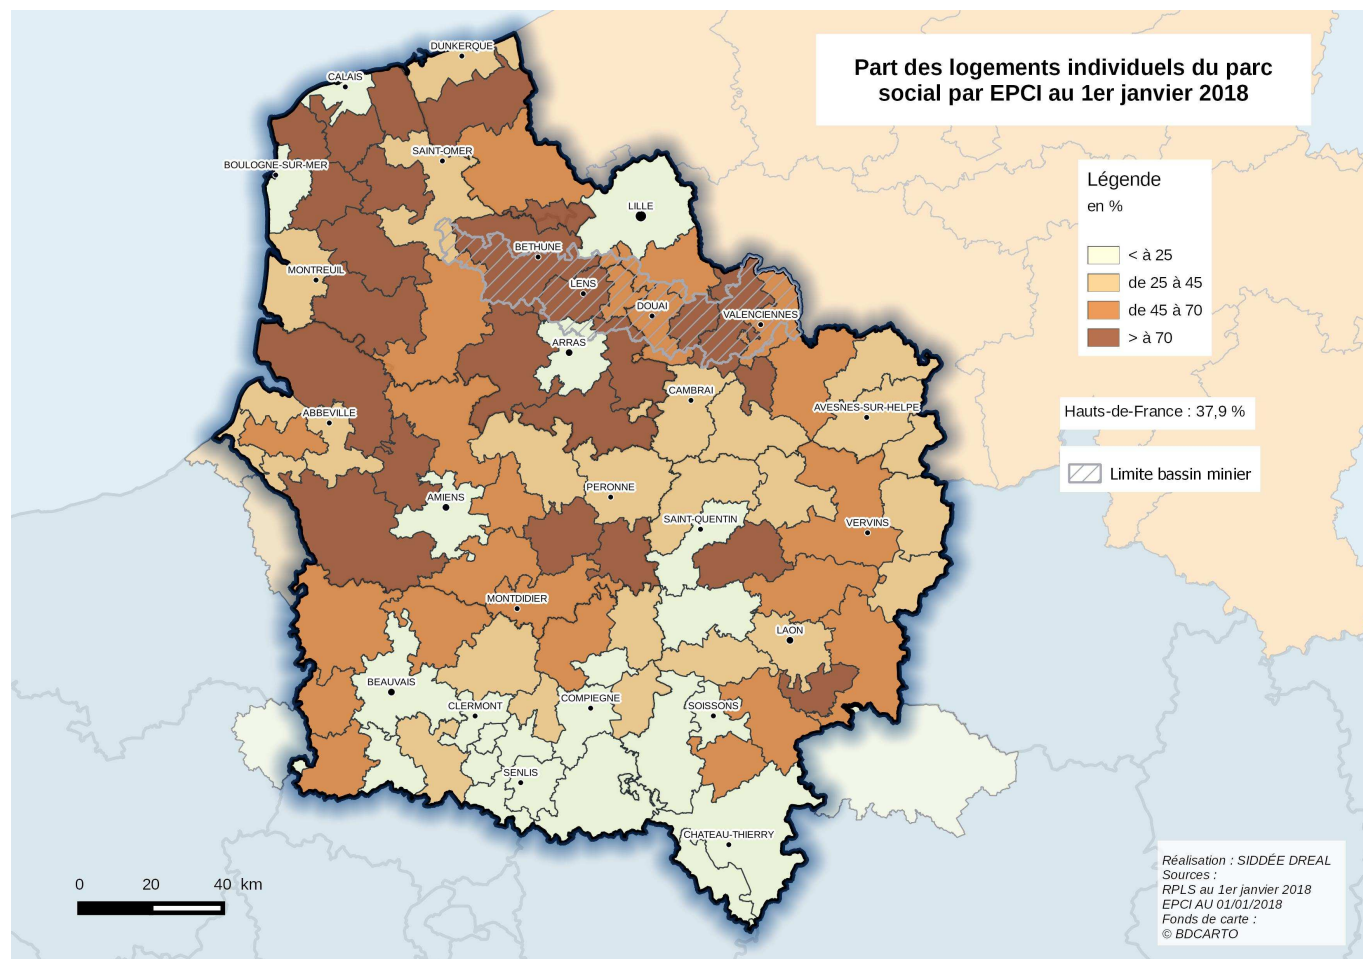 Part des logements individuels du parc
social par EPCI au 1er janvier 2018
DUNKERQUE
CALAIS
SAINT-OMER
BOULOGNE-SUR-MER
LILLE
BETHUNE
MONTREUIL
LENS
DOUAI
VALENCIENNES
ARRAS
CAMBRAI
AVESNES-SUR-HELPE
ABBEVILLE
PERONNE
AMIENS
SAINT-QUENTIN
VERVINS
MONTDIDIER
LAON
BEAUVAIS
CLERMONT
COMPIEGNE
SOISSONS
SENLIS
CHATEAU-THIERRY
Légende
en %
< à 25
de 25 à 45
de 45 à 70
> à 70
Hauts-de-France : 37,9 %
Limite bassin minier
0 20 40 km
Réalisation : SIDDÉE DREAL
Sources :
RPLS au 1er janvier 2018
EPCI AU 01/01/2018
Fonds de carte :
© BDCARTO